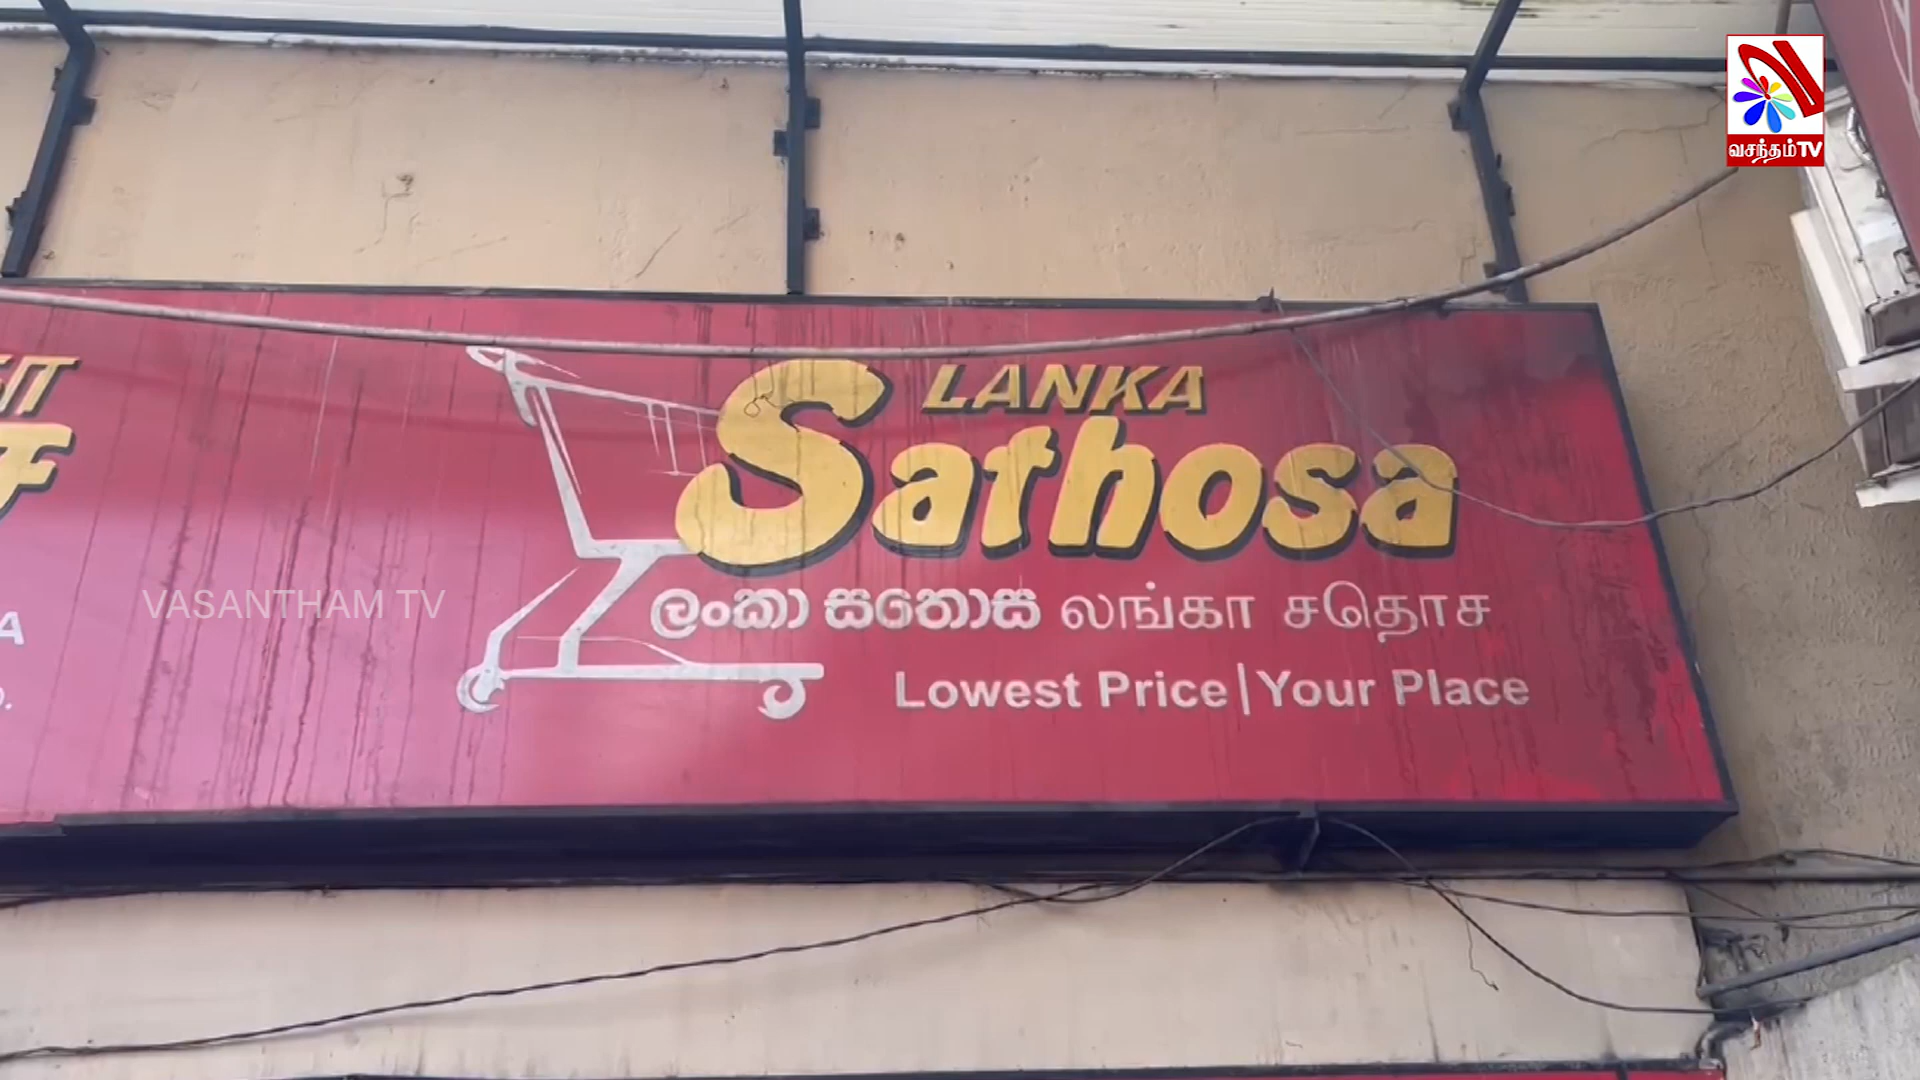 வசந்தம்TV
LANKA
Sathosa
ලංකා සතොස லங்கா சதொச
VASANTHAM TV
Lowest Price | Your Place